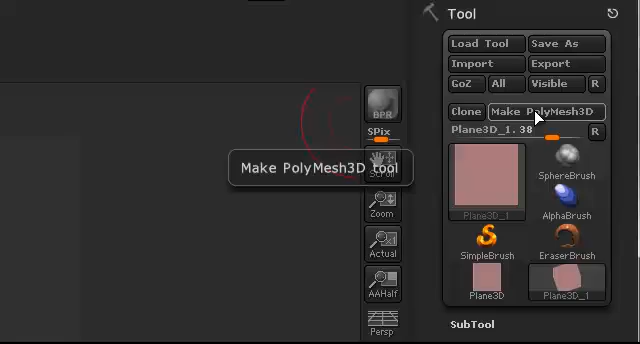 Tool
Load Tool Save As
Import Export
GoZ All Visible R
Clone Make PolyMesh3D
Plane3D_1. 38 R
BPR
SPix
Make PolyMesh3D tool
Scroll
SphereBrush
Zoom
Plane3D_1 AlphaBrush
Actual
SimpleBrush EraserBrush
AAHalf
Plane3D Plane3D_1
Persp
SubTool